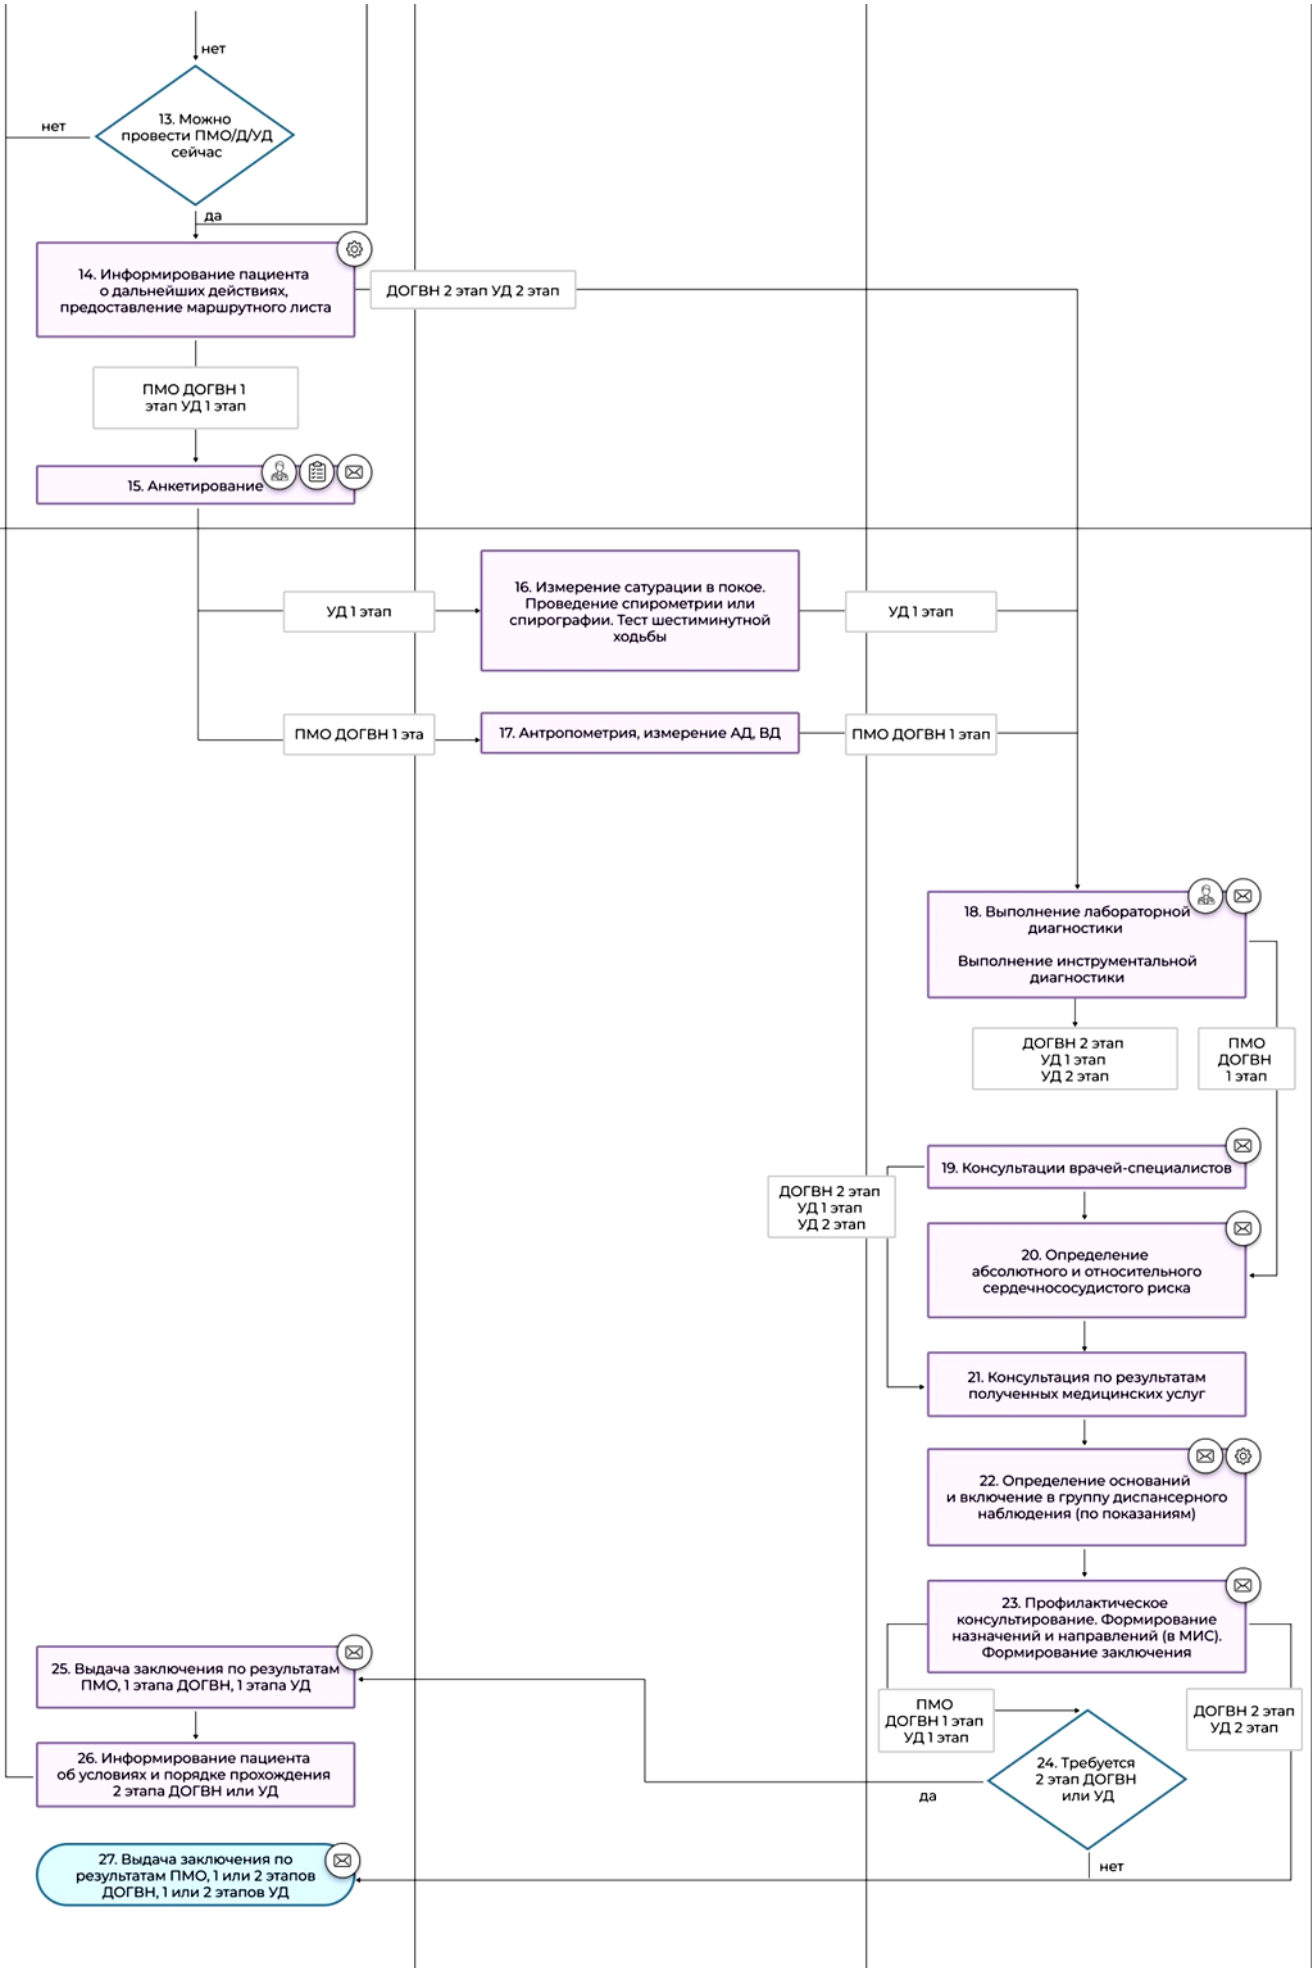 нет
нет
13. Можно
провести ПМО/Д/УД
сейчас
да
14. Информирование пациента
о дальнейших действиях,
предоставление маршрутного листа
ДОГВН 2 этап УД 2 этап
ПМО ДОГВН 1
этап УД 1 этап
15. Анкетирование
УД 1 этап
16. Измерение сатурации в покое.
Проведение спирометрии или
спирографии. Тест шестиминутной
ходьбы
УД 1 этап
ПМО ДОГВН 1 эта
17. Антропометрия, измерение АД, ВД
ПМО ДОГВН 1 этап
18. Выполнение лабораторной
диагностики
Выполнение инструментальной
диагностики
ДОГВН 2 этап
УД 1 этап
УД 2 этап
ПМО
ДОГВН
1 этап
19. Консультации врачей-специалистов
ДОГВН 2 этап
УД 1 этап
УД 2 этап
20. Определение
абсолютного и относительного
сердечнососудистого риска
21. Консультация по результатам
полученных медицинских услуг
22. Определение оснований
и включение в группу диспансерного
наблюдения (по показаниям)
23. Профилактическое
консультирование. Формирование
назначений и направлений (в МИС).
Формирование заключения
ПМО
ДОГВН 1 этап
УД 1 этап
ДОГВН 2 этап
УД 2 этап
24. Требуется
2 этап ДОГВН
или УД
да
нет
25. Выдача заключения по результатам
ПМО, 1 этапа ДОГВН, 1 этапа УД
26. Информирование пациента
об условиях и порядке прохождения
2 этапа ДОГВН или УД
27. Выдача заключения по
результатам ПМО, 1 или 2 этапов
ДОГВН, 1 или 2 этапов УД